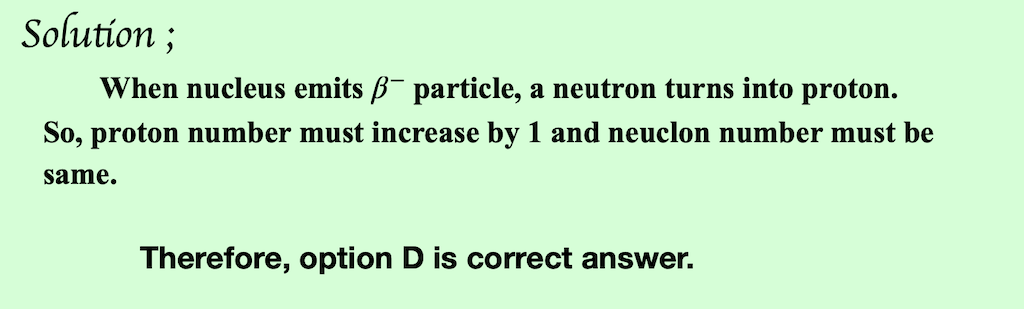 Solution ;
When nucleus emits β⁻ particle, a neutron turns into proton.
So, proton number must increase by 1 and neuclon number must be
same.
Therefore, option D is correct answer.